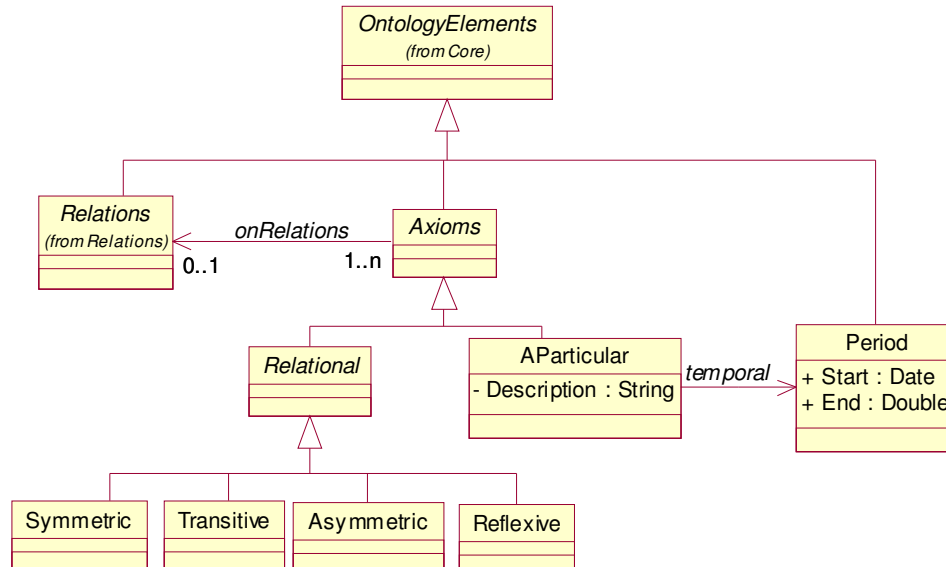 OntologyElements
(from Core)
Relations
(from Relations)
onRelations
0..1
1..n
Axioms
Relational
AParticular
- Description : String
temporal
Period
+ Start : Date
+ End : Double
Symmetric
Transitive
Asymmetric
Reflexive